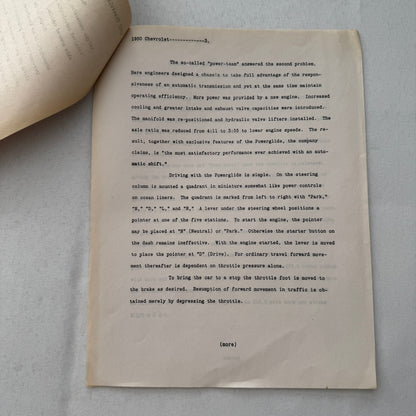 1950 Chevrolet-------------3.
The so-called "power-team" answered the second problem.
Here engineers designed a chassis to take full advantage of the respon-
siveness of an automatic transmission and yet at the same time maintain
operating efficiency. More power was provided by a new engine. Increased
cooling and greater intake and exhaust valve capacities were introduced.
The manifold was re-positioned and hydraulic valve lifters installed. The
axle ratio was reduced from 4:11 to 3:55 to lower engine speeds. The re-
sult, together with exclusive features of the Powerglide, the company
claims, is "the most satisfactory performance ever achieved with an auto-
matic shift."
Driving with the Powerglide is simple. On the steering
column is mounted a quadrant in miniature somewhat like power controls
on ocean liners. The quadrant is marked from left to right with "Park,"
"N," "D," "L," and "R." A lever under the steering wheel positions a
pointer at one of the five stations. To start the engine, the pointer
may be placed at "N" (Neutral) or "Park." Otherwise the starter button on
the dash remains ineffective. With the engine started, the lever is moved
to place the pointer at "D" (Drive). For ordinary travel forward move-
ment thereafter is dependent on throttle pressure alone.
To bring the car to a stop the throttle foot is moved to
the brake as desired. Resumption of forward movement in traffic is ob-
tained merely by depressing the throttle.
(more)